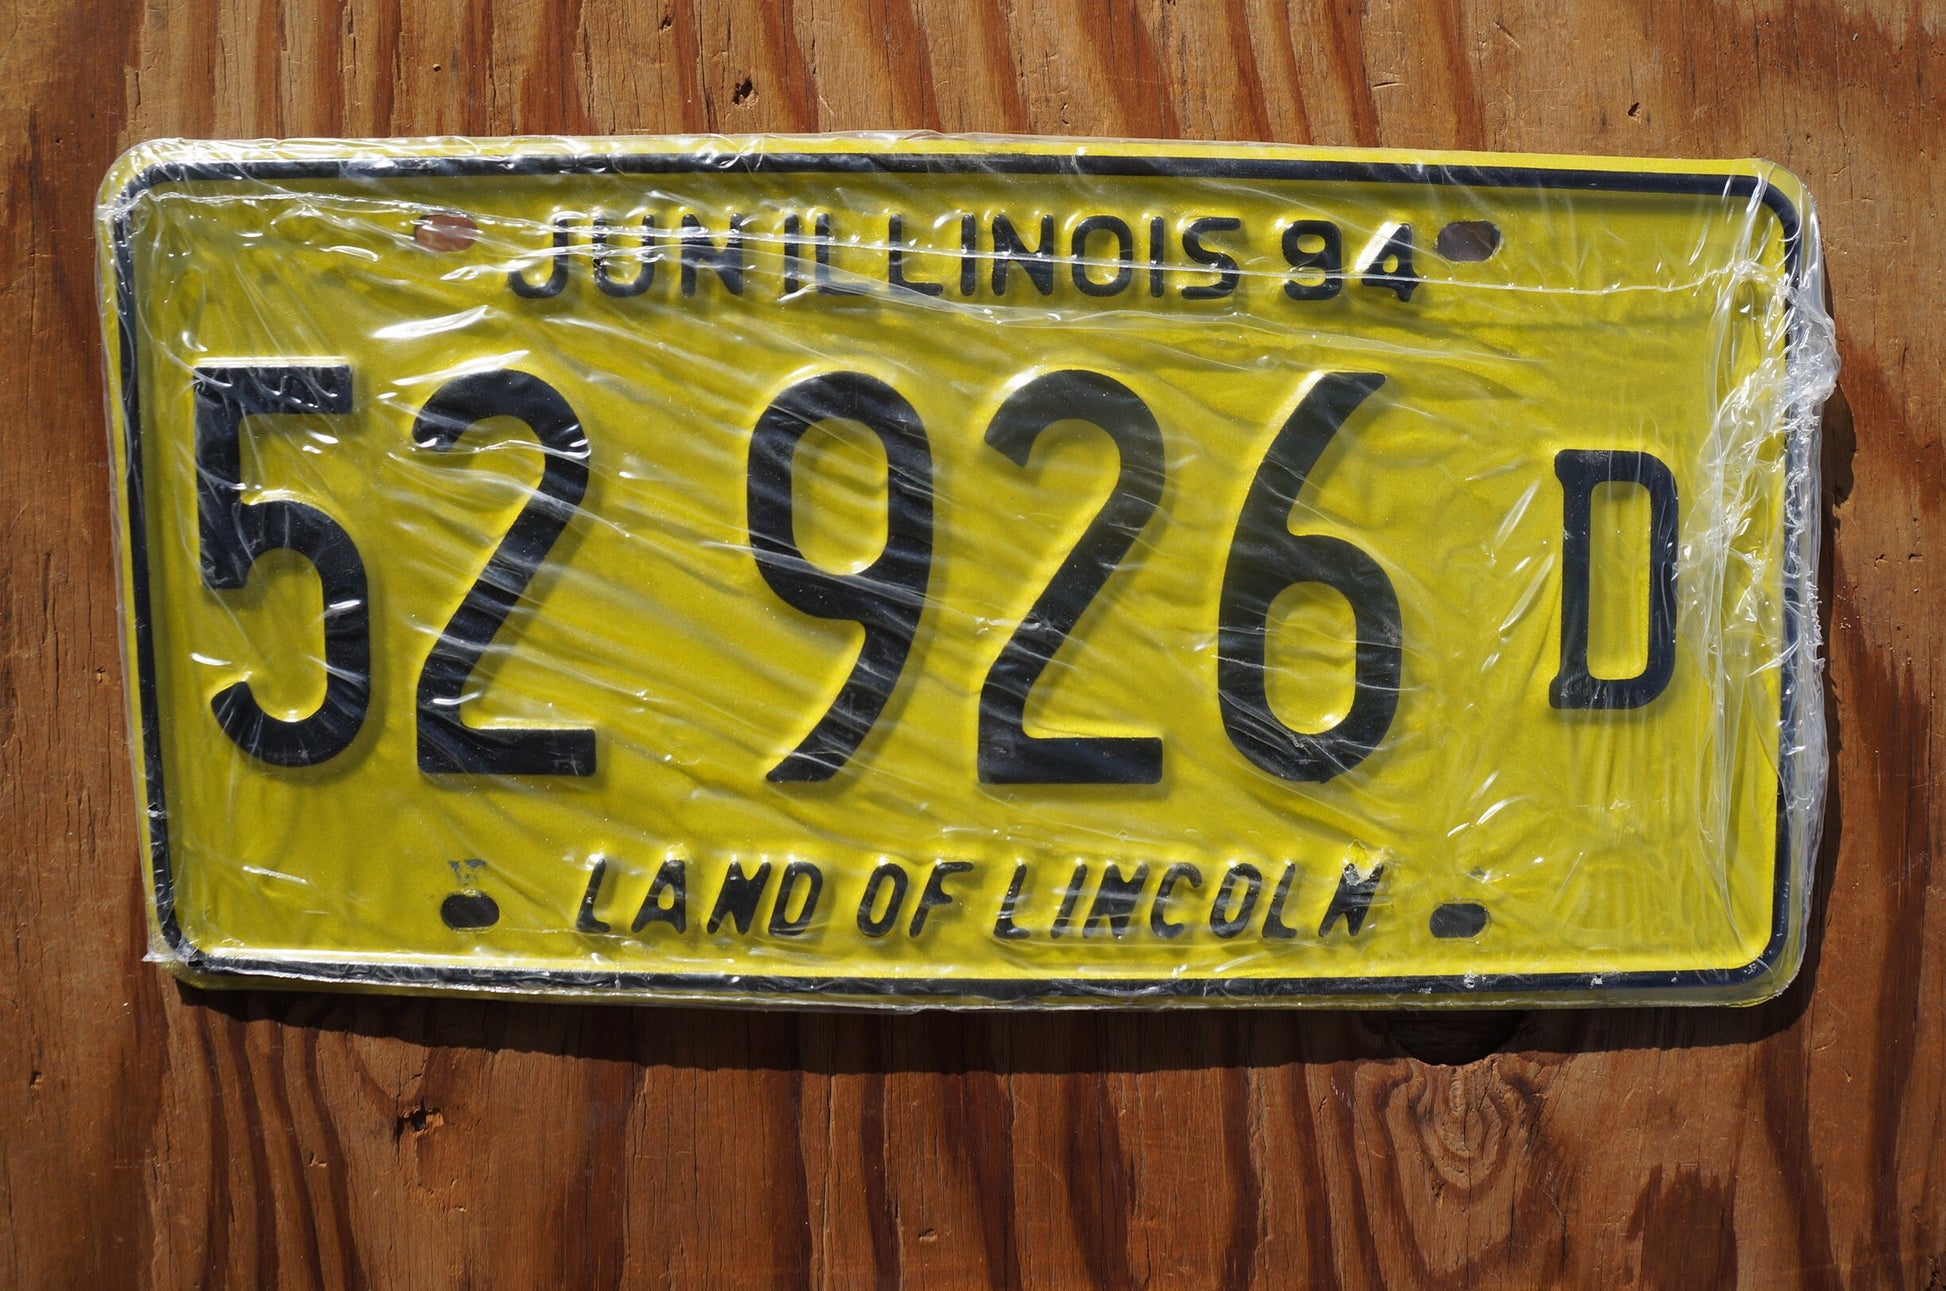 JUN ILLINOIS 94
52 926 D
LAND OF LINCOLN